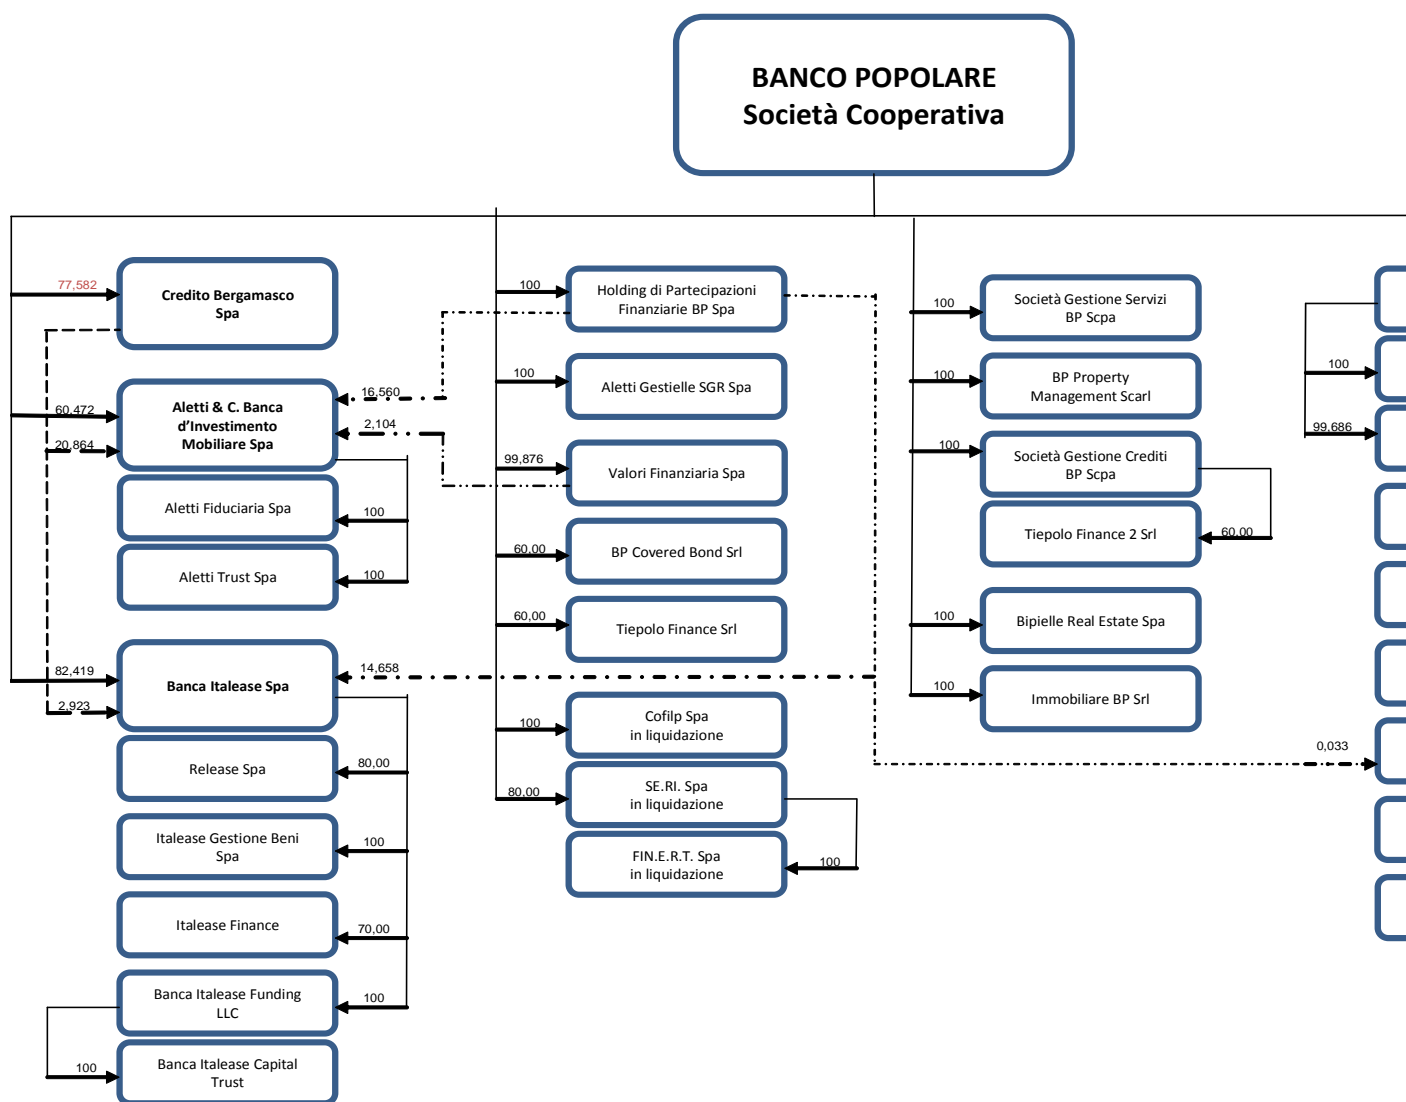 BANCO POPOLARE
Società Cooperativa
77,582
Credito Bergamasco
Spa
60,472
20,864
Aletti & C. Banca
d'Investimento
Mobiliare Spa
16,560
2,104
Aletti Fiduciaria Spa
100
Aletti Trust Spa
100
82,419
2,923
Banca Italease Spa
14,658
Release Spa
80,00
Italease Gestione Beni
Spa
100
Italease Finance
70,00
Banca Italease Funding
LLC
100
100
Banca Italease Capital
Trust
100
Holding di Partecipazioni
Finanziarie BP Spa
100
Aletti Gestielle SGR Spa
99,876
Valori Finanziaria Spa
60,00
BP Covered Bond Srl
60,00
Tiepolo Finance Srl
100
Cofilp Spa
in liquidazione
80,00
SE.RI. Spa
in liquidazione
FIN.E.R.T. Spa
in liquidazione
100
100
Società Gestione Servizi
BP Scpa
100
BP Property
Management Scarl
100
Società Gestione Crediti
BP Scpa
Tiepolo Finance 2 Srl
60,00
100
Bipielle Real Estate Spa
100
Immobiliare BP Srl
100
99,686
0,033